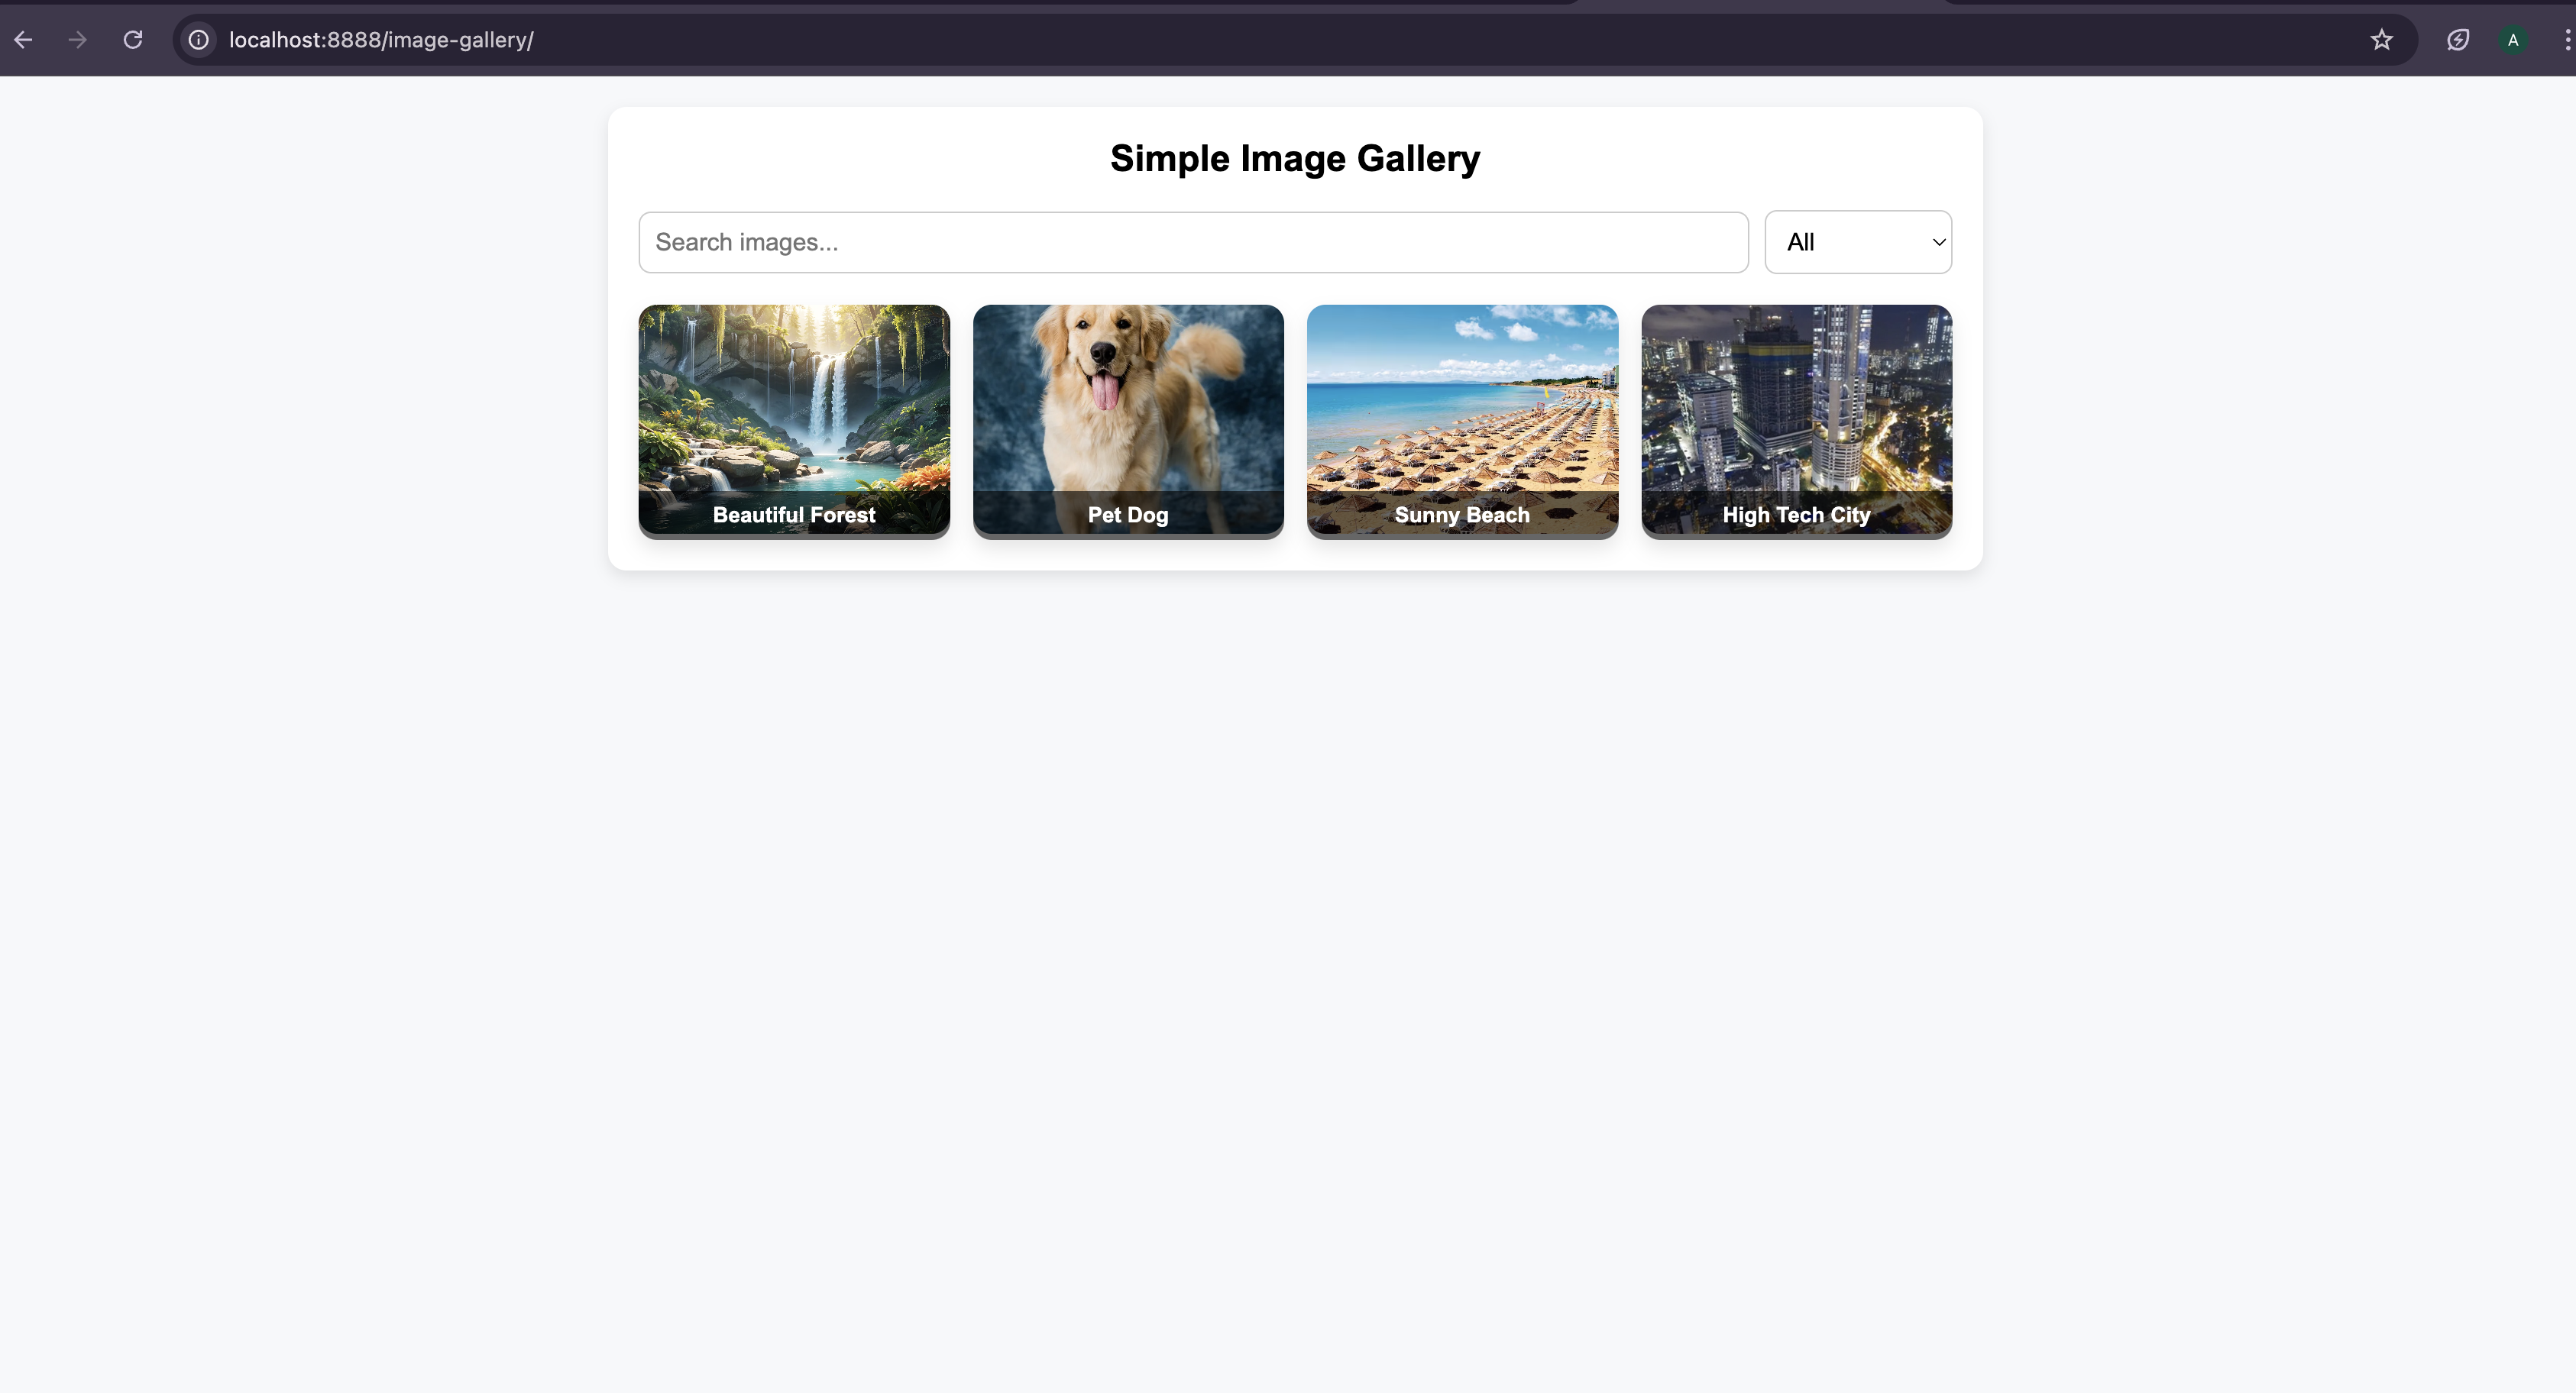 localhost:8888/image-gallery/
A
Simple Image Gallery
Search images...
All
Beautiful Forest
Pet Dog
Sunny Beach
High Tech City